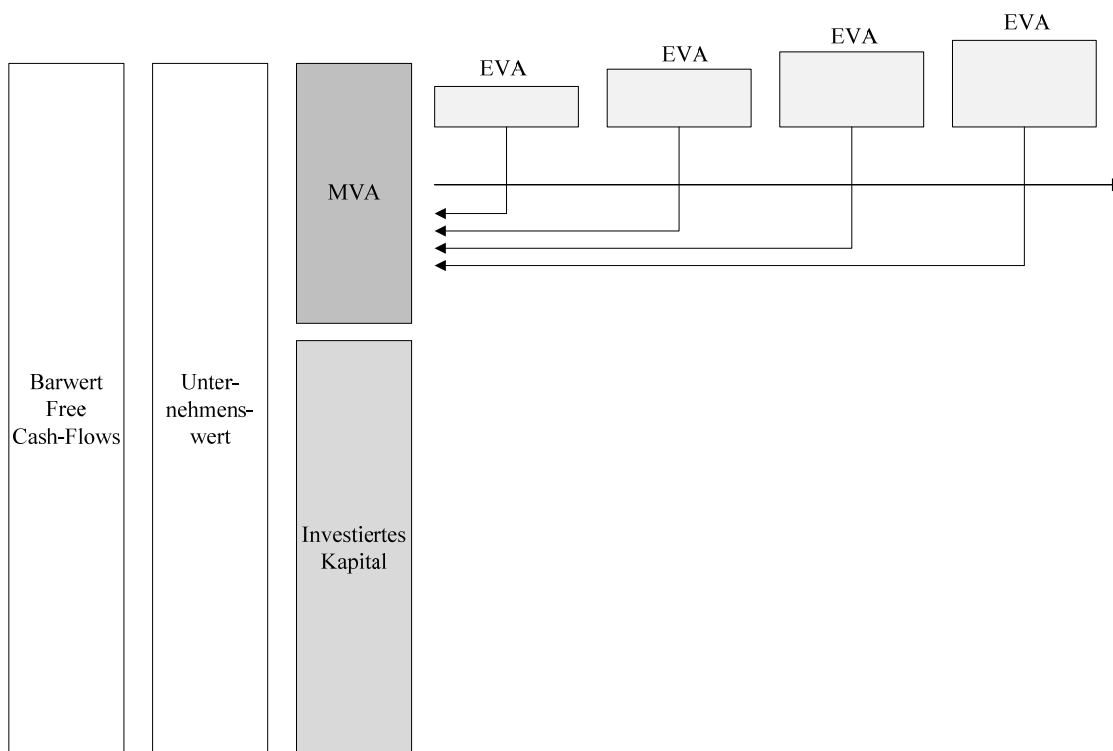 EVA
EVA
EVA
EVA
MVA
Barwert
Free
Cash-Flows
Unter-
nehmens-
wert
Investiertes
Kapital